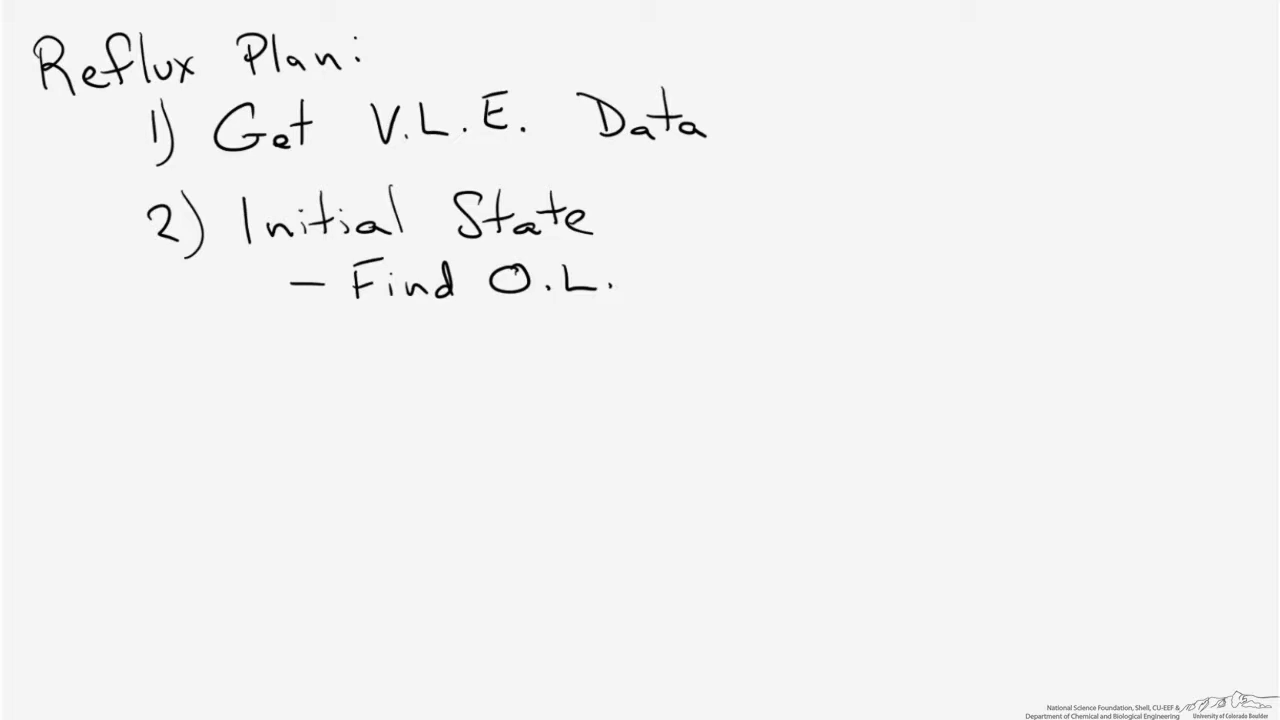 Reflux Plan:
1) Get V.L.E. Data
2) Initial State
- Find O.L.
National Science Foundation, Shell, CU-EEF &
Department of Chemical and Biological Engineering
University of Colorado Boulder